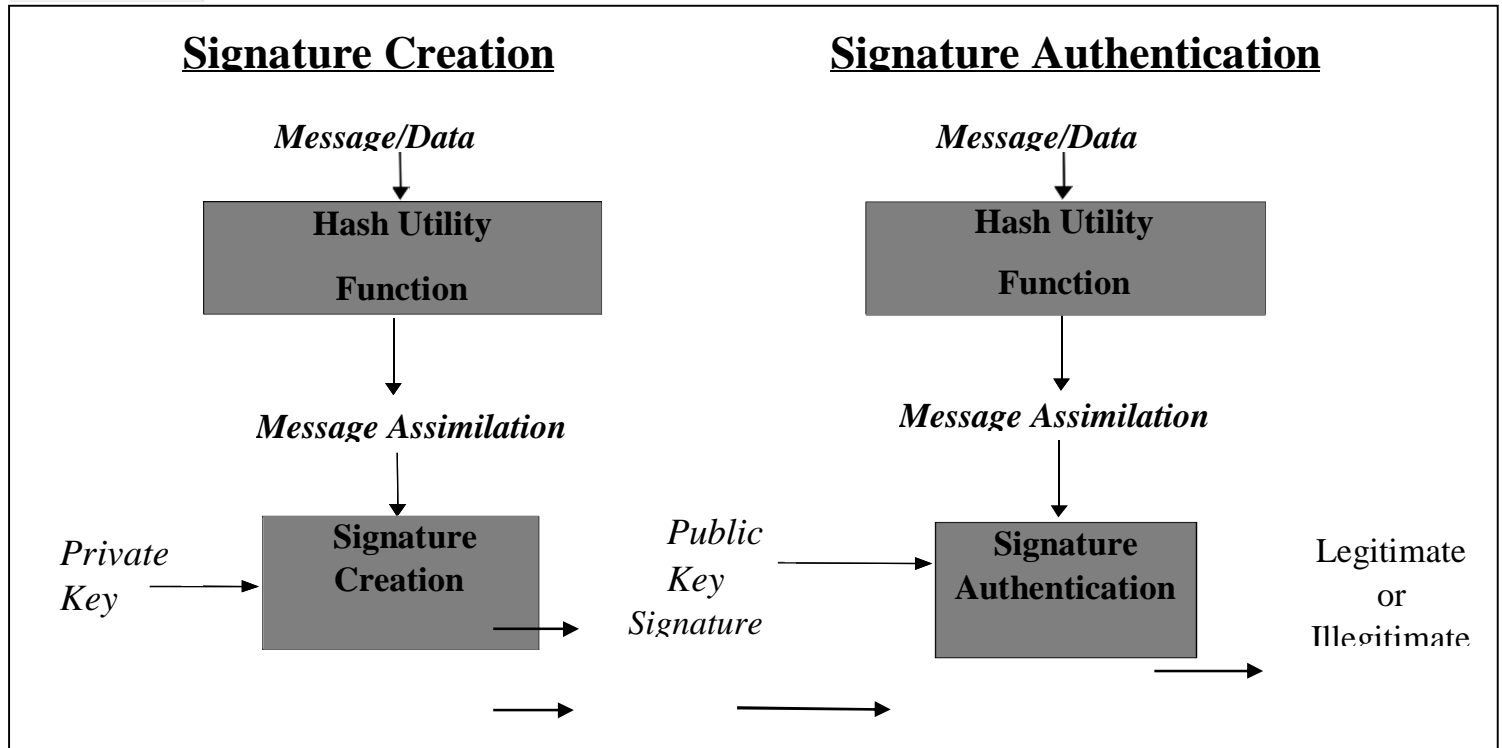 Signature Creation
Message/Data
Hash Utility
Function
Message Assimilation
Private
Key
Signature
Creation
Signature Authentication
Message/Data
Hash Utility
Function
Message Assimilation
Public
Key
Signature
Signature
Authentication
Legitimate
or
Illegitimate